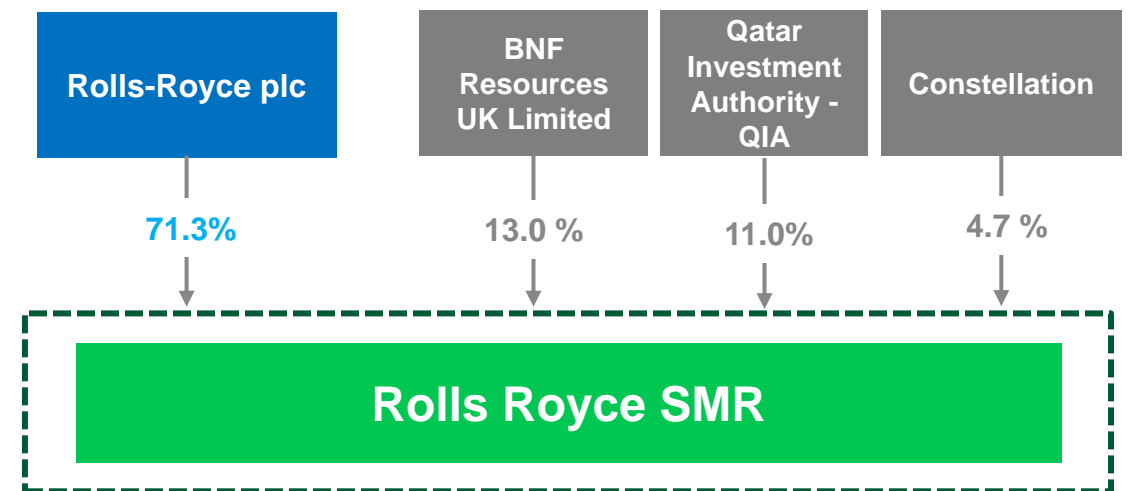 Rolls-Royce plc
BNF
Resources
UK Limited
Qatar
Investment
Authority -
QIA
Constellation
71.3%
13.0 %
11.0%
4.7 %
Rolls Royce SMR